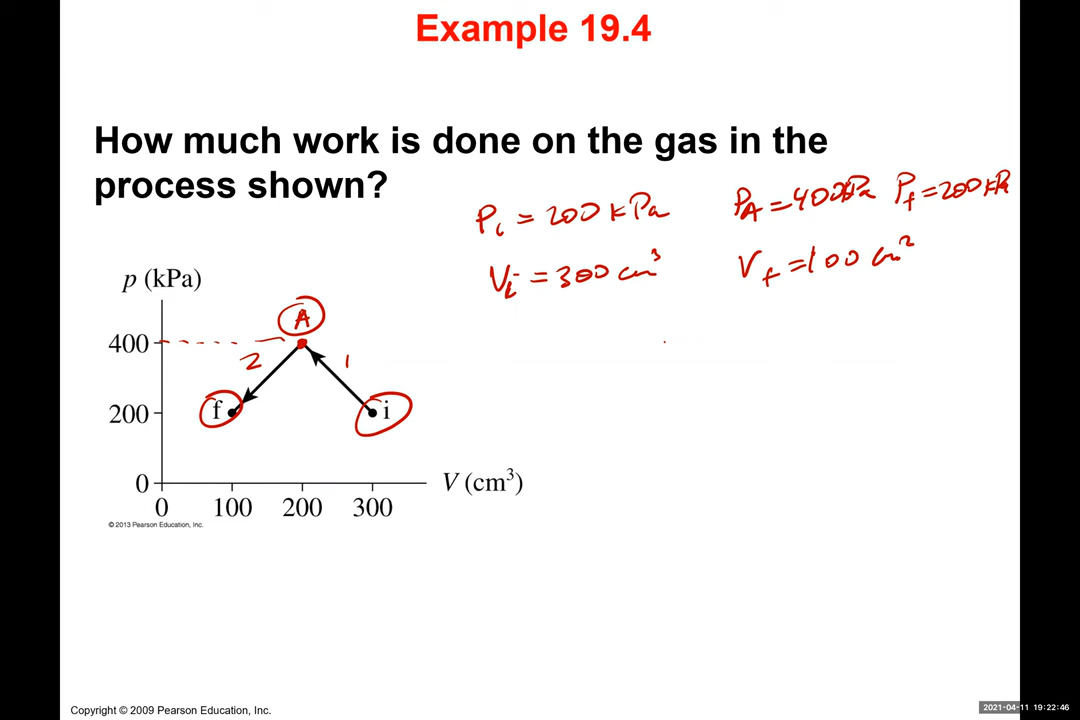 Example 19.4
How much work is done on the gas in the
process shown?
P_i = 200 kPa
P_A = 400kPa P_f = 200 kPa
V_i = 300 cm³
V_f = 100 cm²
p (kPa)
A
400
2
1
f
i
200
0
V (cm³)
0 100 200 300
© 2013 Pearson Education, Inc.
Copyright © 2009 Pearson Education, Inc.
2021-04-11 19:22:46